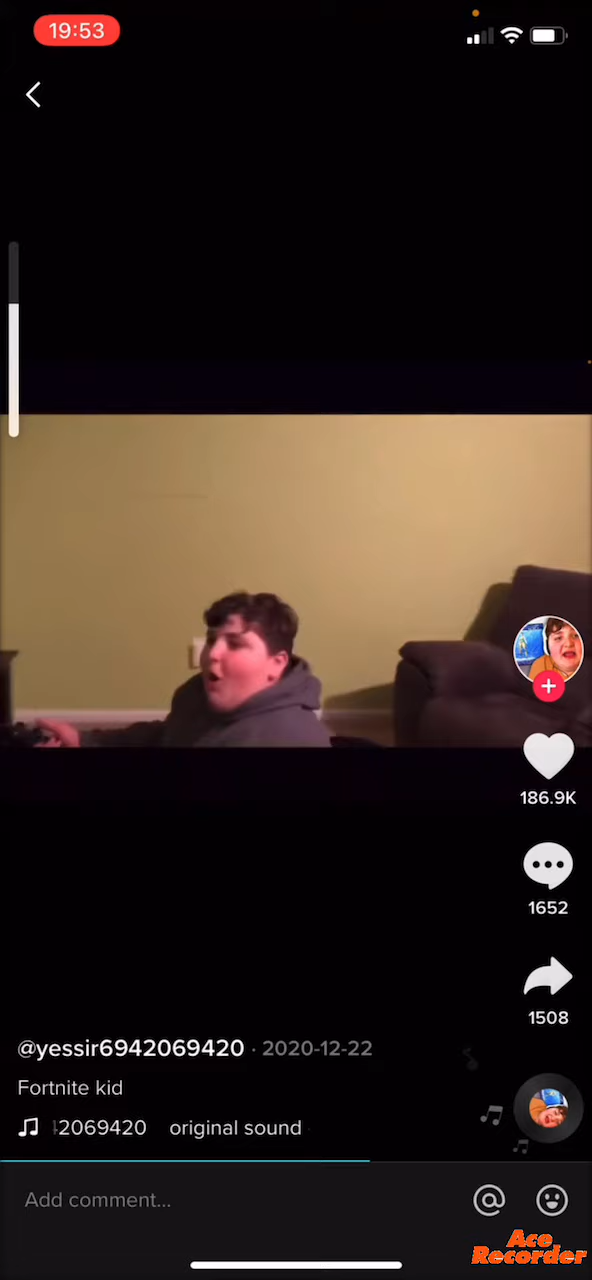 19:53
186.9K
1652
1508
@yessir6942069420 · 2020-12-22
Fortnite kid
2069420 original sound
Add comment...
Ace
Recorder